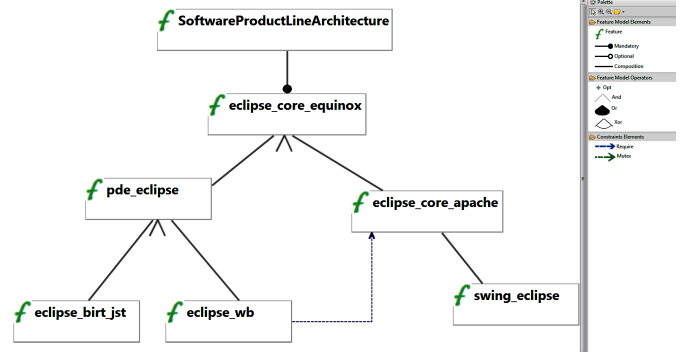 SoftwareProductLineArchitecture
eclipse_core_equinox
pde_eclipse
eclipse_core_apache
eclipse_birt_jst
eclipse_wb
swing_eclipse
Palette
Feature Model Elements
Feature
Mandatory
Optional
Composition
Feature Model Operators
Opt
And
Or
Xor
Constraints Elements
Require
Mutex